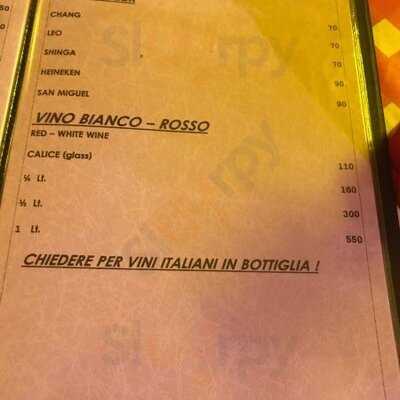 CHANG 70
LEO 70
SHINGA 70
HEINEKEN 90
SAN MIGUEL 90
VINO BIANCO – ROSSO
RED – WHITE WINE
CALICE (glass) 110
¼ Lt. 160
½ Lt. 300
1 Lt. 550
CHIEDERE PER VINI ITALIANI IN BOTTIGLIA !